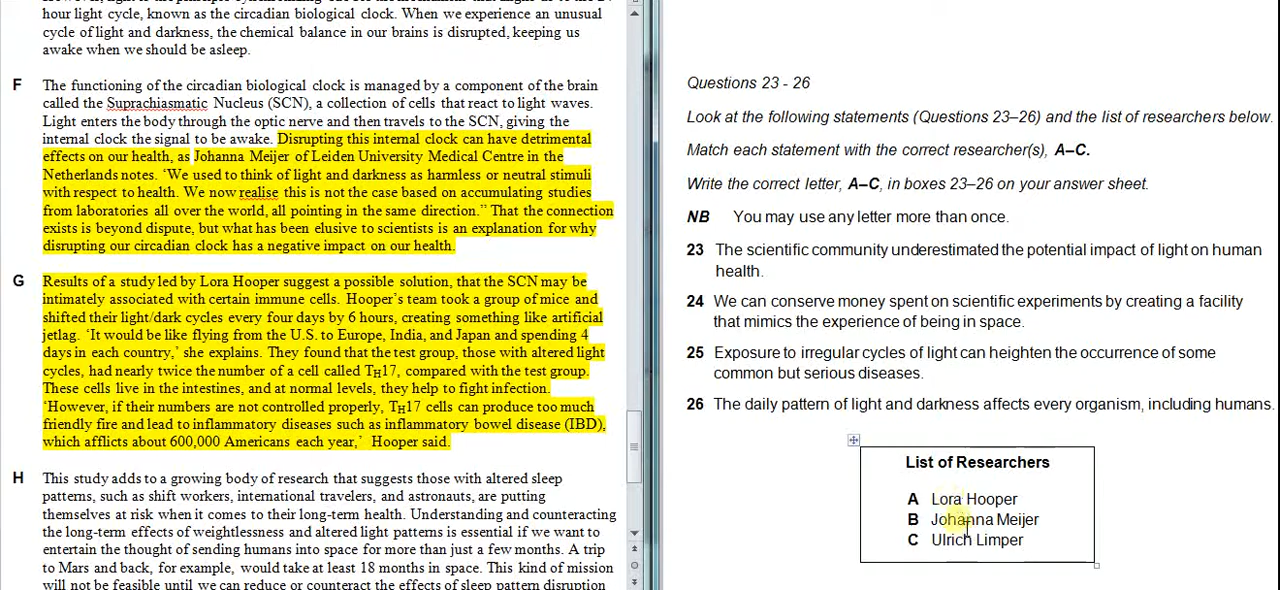 hour light cycle, known as the circadian biological clock. When we experience an unusual
cycle of light and darkness, the chemical balance in our brains is disrupted, keeping us
awake when we should be asleep.
F The functioning of the circadian biological clock is managed by a component of the brain
called the Suprachiasmatic Nucleus (SCN), a collection of cells that react to light waves.
Light enters the body through the optic nerve and then travels to the SCN, giving the
internal clock the signal to be awake. Disrupting this internal clock can have detrimental
effects on our health, as Johanna Meijer of Leiden University Medical Centre in the
Netherlands notes. ‘We used to think of light and darkness as harmless or neutral stimuli
with respect to health. We now realise this is not the case based on accumulating studies
from laboratories all over the world, all pointing in the same direction.” That the connection
exists is beyond dispute, but what has been elusive to scientists is an explanation for why
disrupting our circadian clock has a negative impact on our health.
G Results of a study led by Lora Hooper suggest a possible solution, that the SCN may be
intimately associated with certain immune cells. Hooper’s team took a group of mice and
shifted their light/dark cycles every four days by 6 hours, creating something like artificial
jetlag. ‘It would be like flying from the U.S. to Europe, India, and Japan and spending 4
days in each country,’ she explains. They found that the test group, those with altered light
cycles, had nearly twice the number of a cell called TH17, compared with the test group.
These cells live in the intestines, and at normal levels, they help to fight infection.
‘However, if their numbers are not controlled properly, TH17 cells can produce too much
friendly fire and lead to inflammatory diseases such as inflammatory bowel disease (IBD),
which afflicts about 600,000 Americans each year,’ Hooper said.
H This study adds to a growing body of research that suggests those with altered sleep
patterns, such as shift workers, international travelers, and astronauts, are putting
themselves at risk when it comes to their long-term health. Understanding and counteracting
the long-term effects of weightlessness and altered light patterns is essential if we want to
entertain the thought of sending humans into space for more than just a few months. A trip
to Mars and back, for example, would take at least 18 months in space. This kind of mission
will not be feasible until we can reduce or counteract the effects of sleep pattern disruption
Questions 23 - 26
Look at the following statements (Questions 23–26) and the list of researchers below.
Match each statement with the correct researcher(s), A–C.
Write the correct letter, A–C, in boxes 23–26 on your answer sheet.
NB You may use any letter more than once.
23 The scientific community underestimated the potential impact of light on human
health.
24 We can conserve money spent on scientific experiments by creating a facility
that mimics the experience of being in space.
25 Exposure to irregular cycles of light can heighten the occurrence of some
common but serious diseases.
26 The daily pattern of light and darkness affects every organism, including humans.
List of Researchers
A Lora Hooper
B Johanna Meijer
C Ulrich Limper